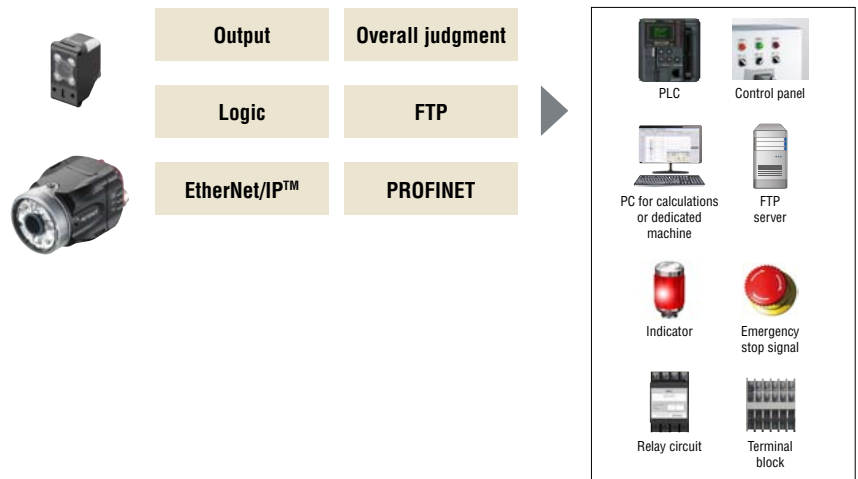 Output
Overall judgment
Logic
FTP
EtherNet/IP™
PROFINET
PLC
Control panel
PC for calculations
or dedicated
machine
FTP
server
Indicator
Emergency
stop signal
Relay circuit
Terminal
block